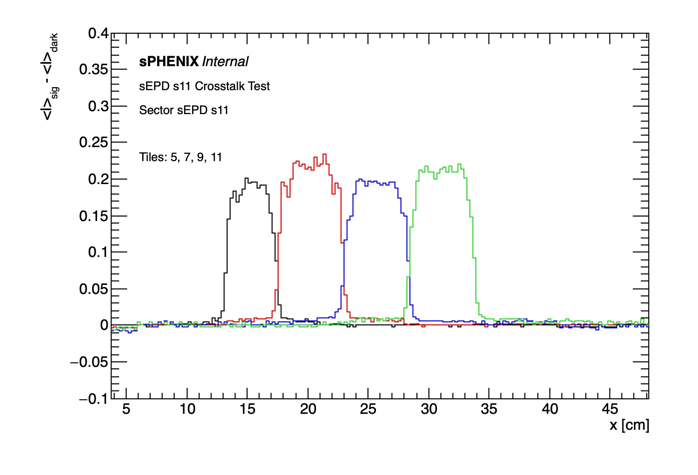 <I>sig - <I>dark
0.4
0.35
0.3
0.25
0.2
0.15
0.1
0.05
0
−0.05
−0.1
sPHENIX Internal
sEPD s11 Crosstalk Test
Sector sEPD s11
Tiles: 5, 7, 9, 11
5 10 15 20 25 30 35 40 45
x [cm]